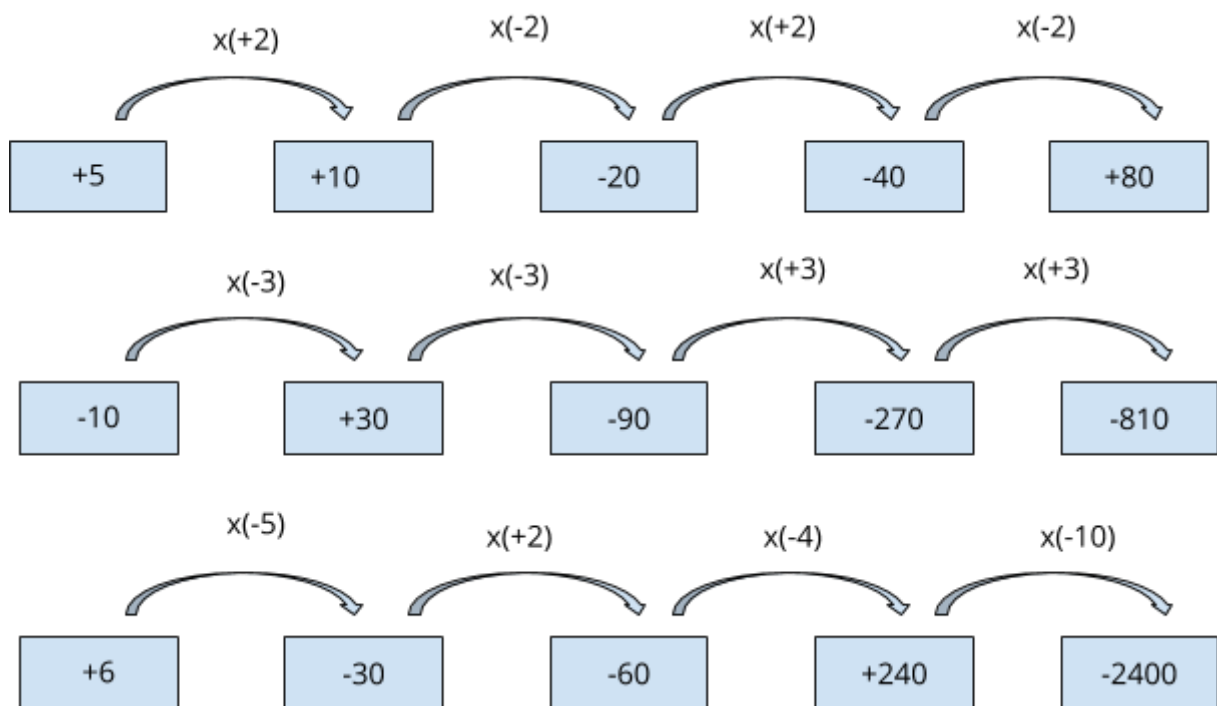 x(+2) x(-2) x(+2) x(-2)
+5 +10 -20 -40 +80
x(-3) x(-3) x(+3) x(+3)
-10 +30 -90 -270 -810
x(-5) x(+2) x(-4) x(-10)
+6 -30 -60 +240 -2400